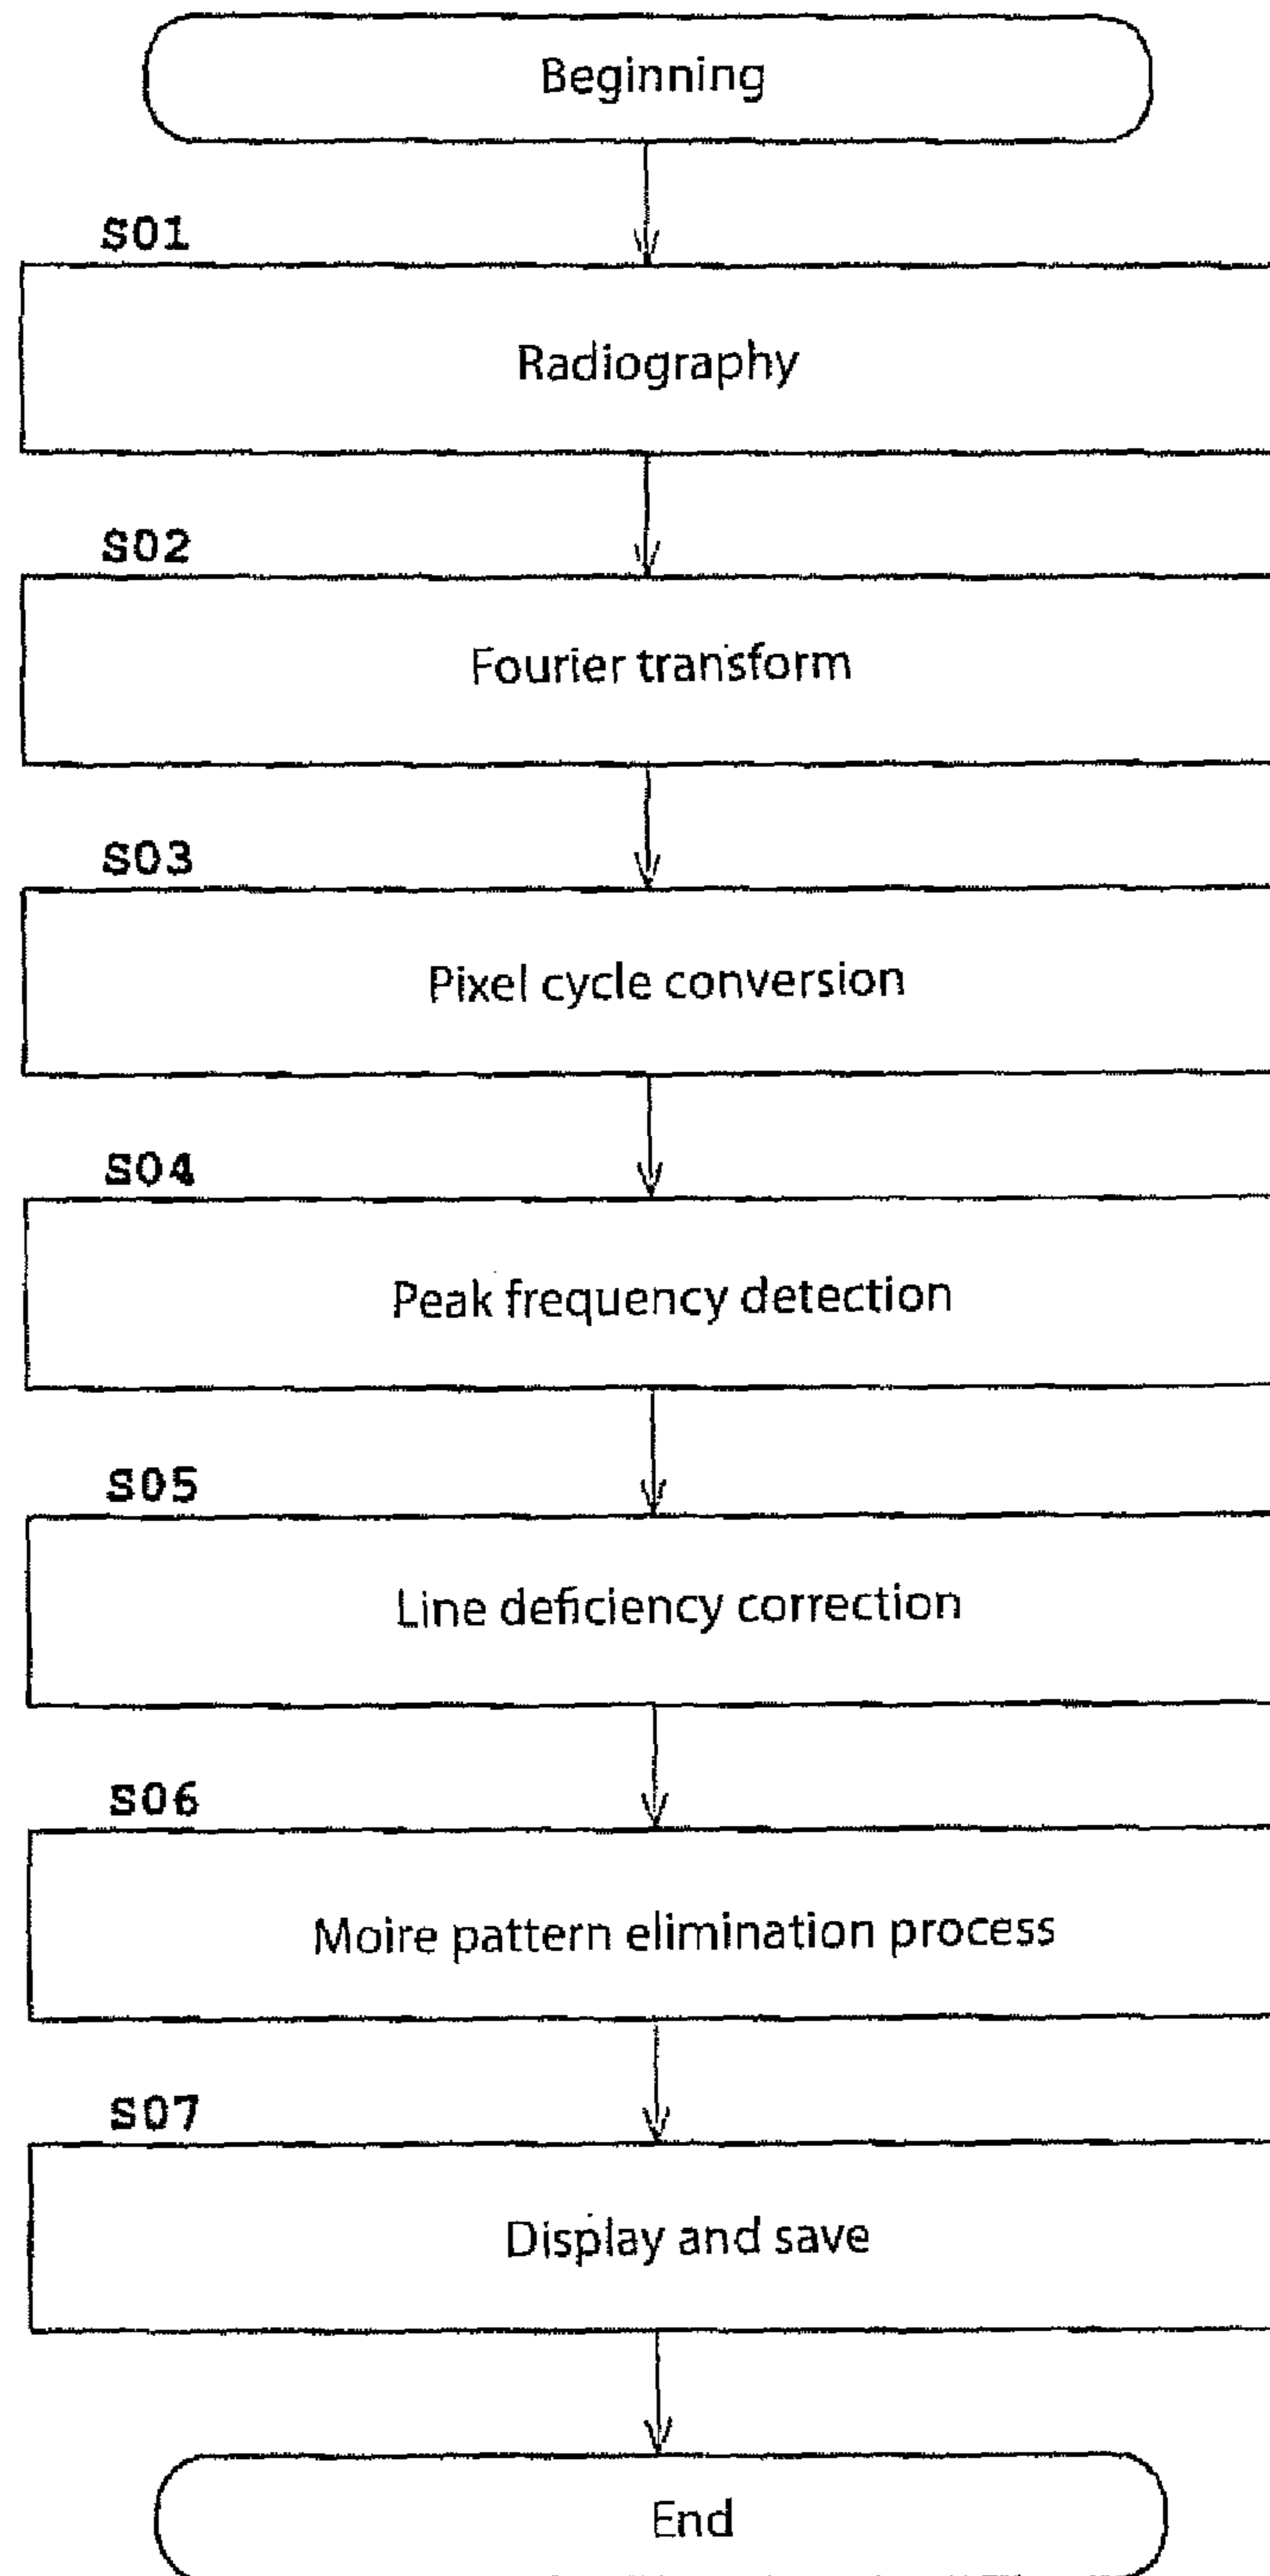 Beginning
S01
Radiography
S02
Fourier transform
S03
Pixel cycle conversion
S04
Peak frequency detection
S05
Line deficiency correction
S06
Moire pattern elimination process
S07
Display and save
End